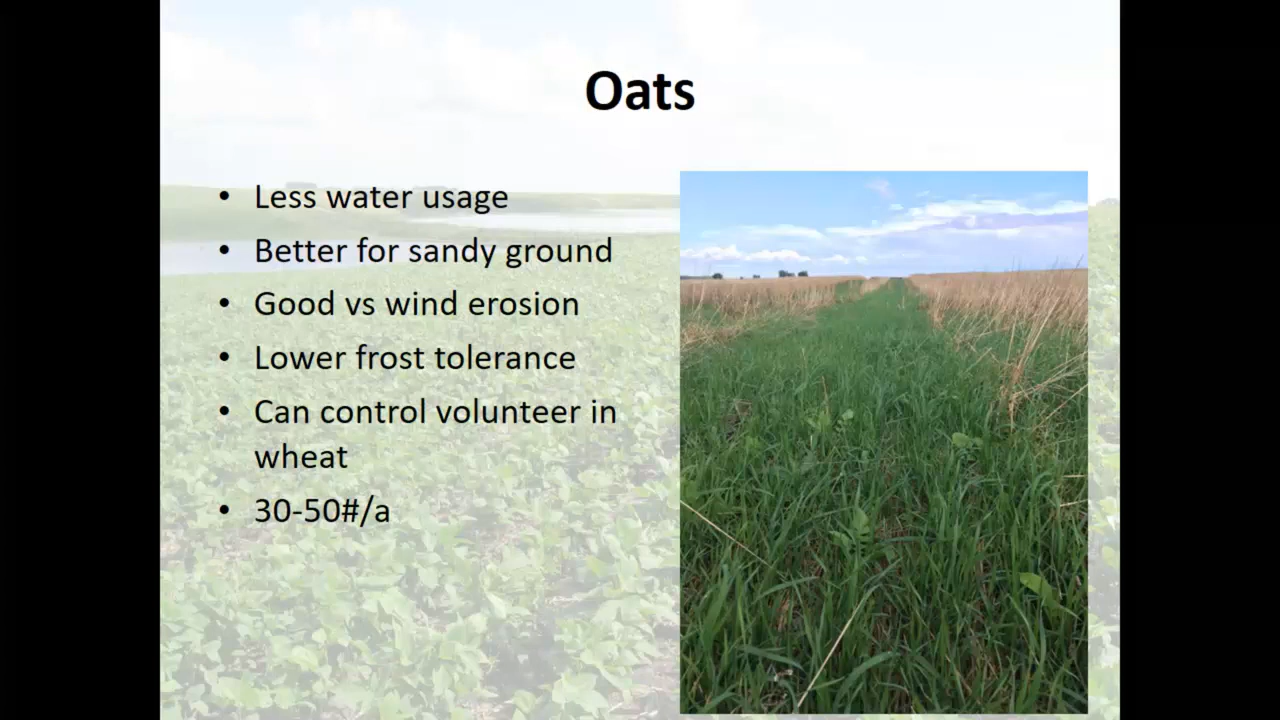 Oats
• Less water usage
• Better for sandy ground
• Good vs wind erosion
• Lower frost tolerance
• Can control volunteer in
wheat
• 30-50#/a